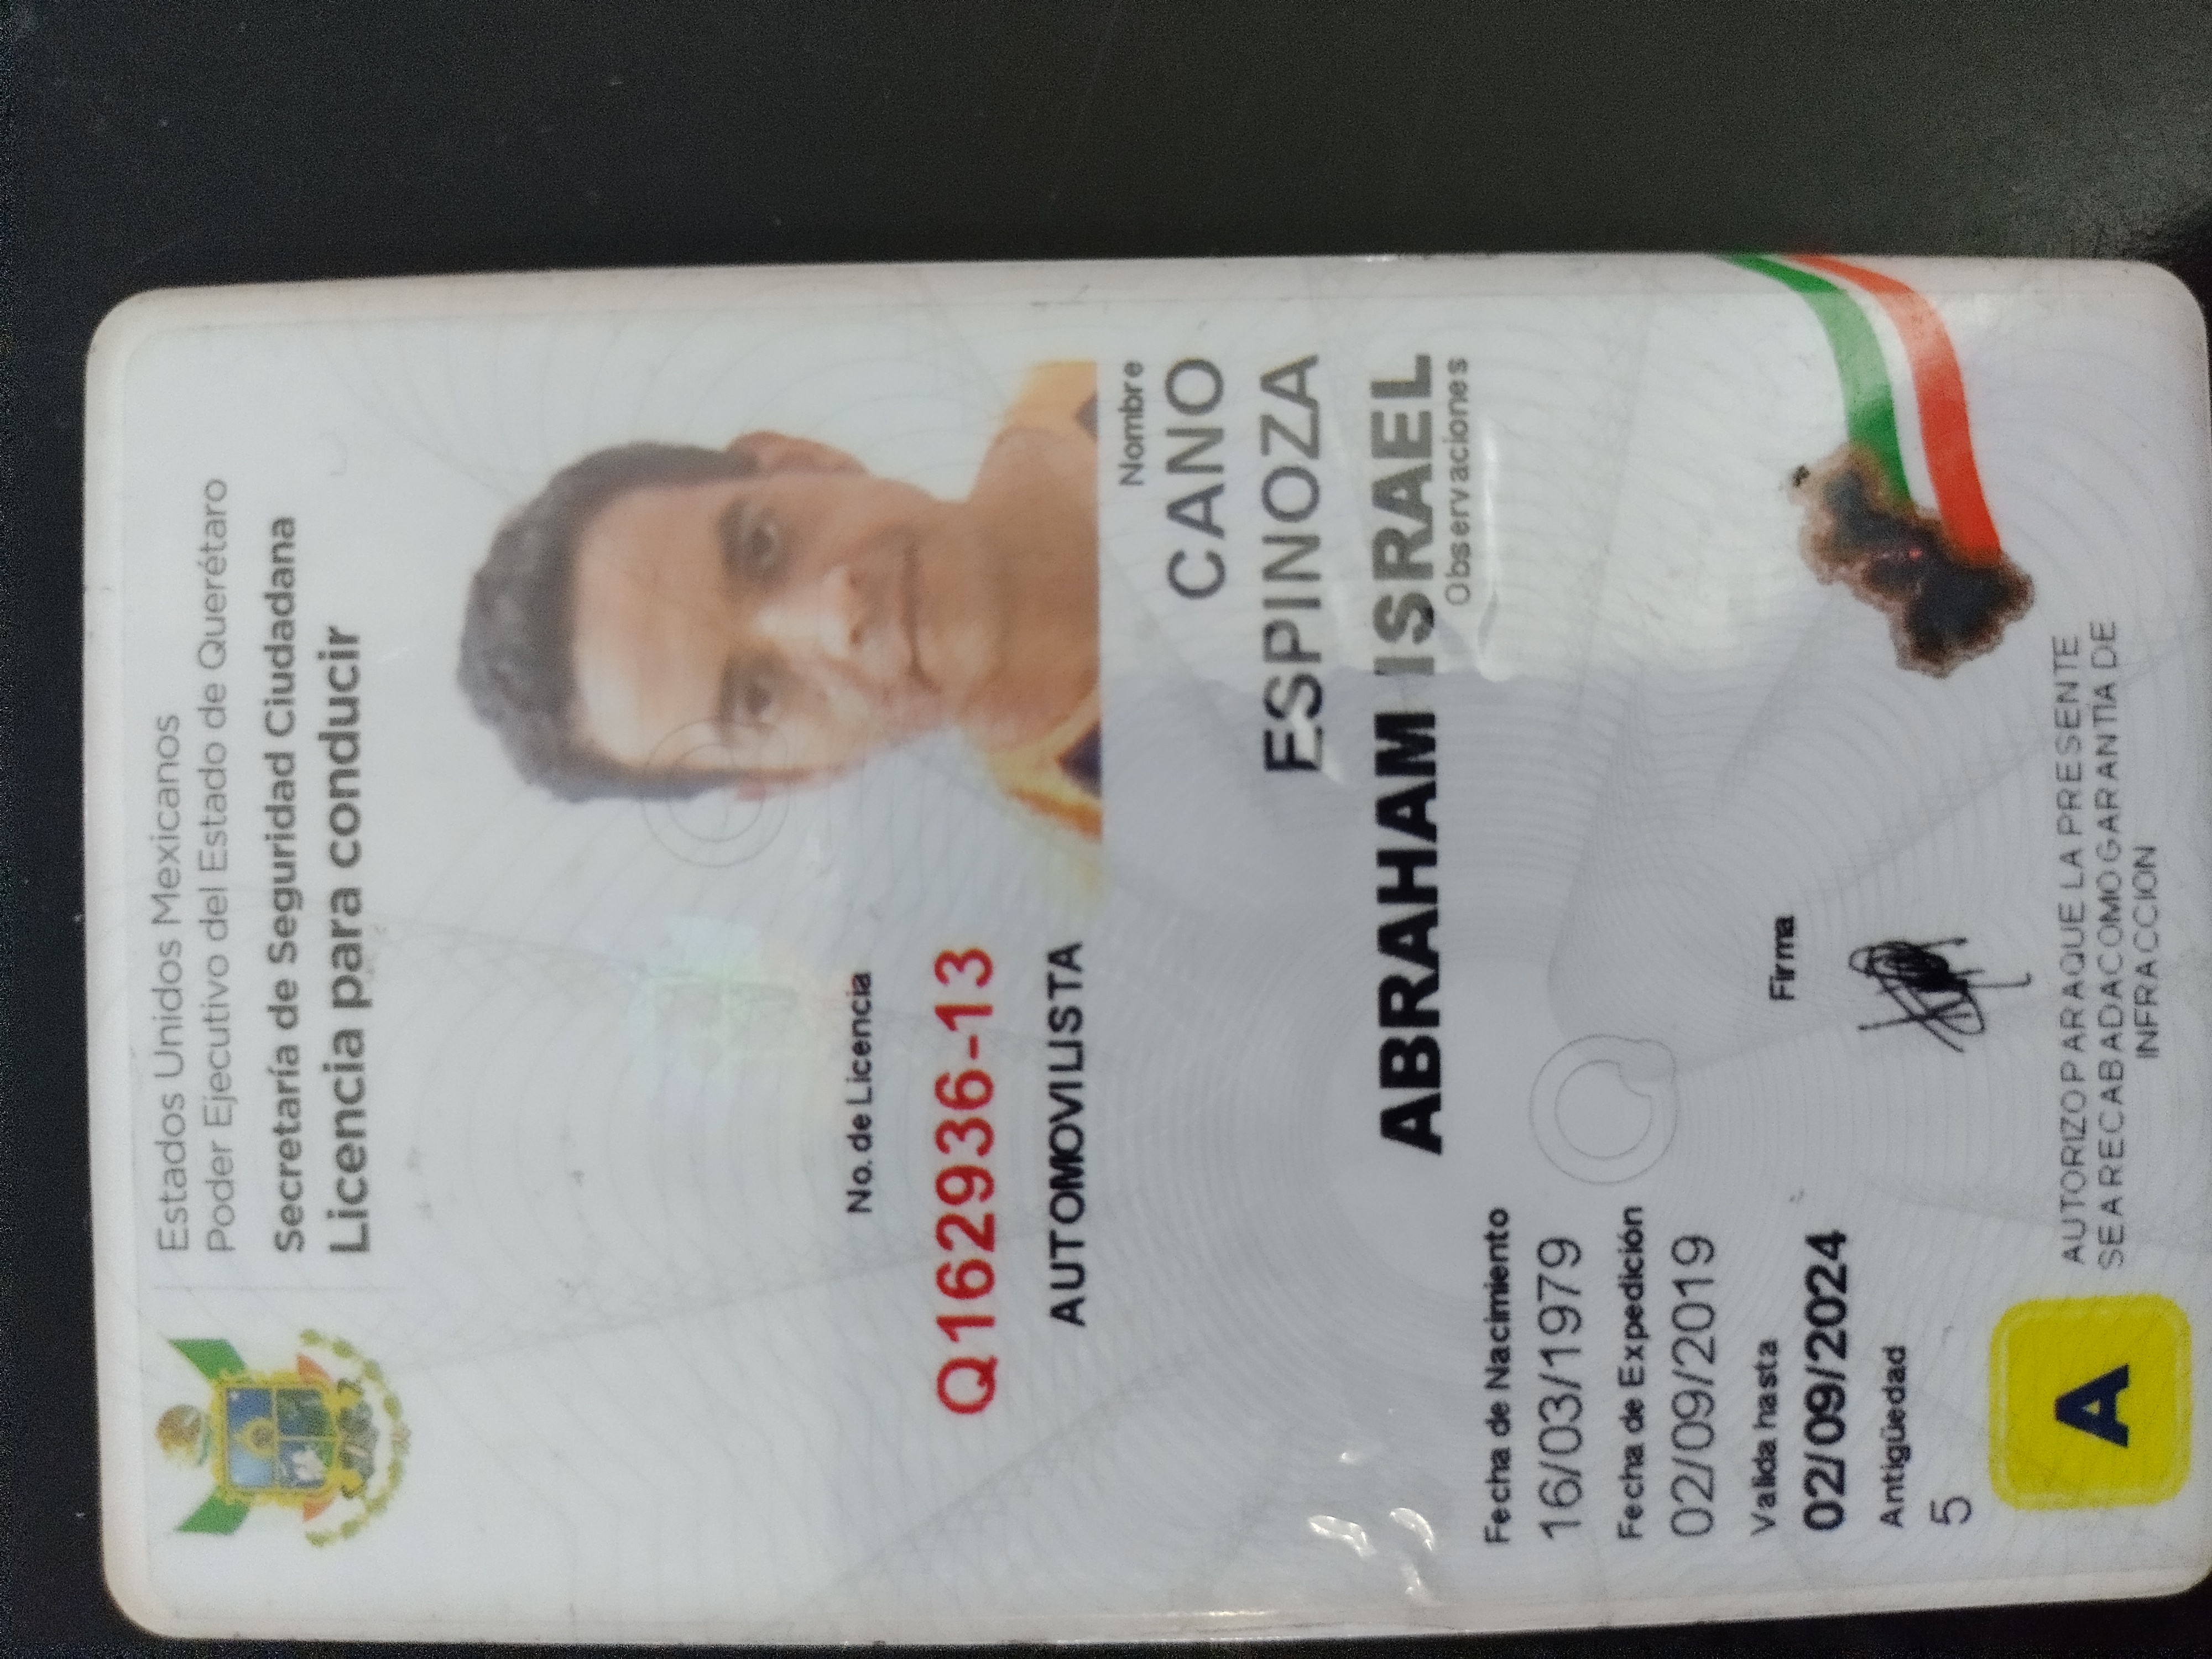 Estados Unidos Mexicanos
Poder Ejecutivo del Estado de Querétaro
Secretaría de Seguridad Ciudadana
Licencia para conducir
No. de Licencia
Q162936-13
AUTOMOVILISTA
Nombre
CANO
ESPINOZA
ABRAHAM ISRAEL
Observaciones
Fecha de Nacimiento
16/03/1979
Fecha de Expedición
02/09/2019
Valida hasta
02/09/2024
Antigüedad
5
Firma
A
AUTORIZO PARA QUE LA PRESENTE
SEA RECABADA COMO GARANTIA DE
INFRACCION